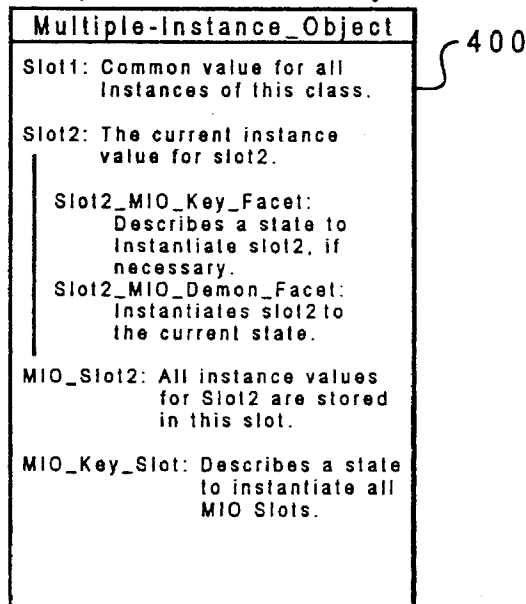 Multiple-Instance_Object
400
Slot1: Common value for all
Instances of this class.
Slot2: The current instance
value for slot2.
Slot2_MIO_Key_Facet:
Describes a state to
Instantiate slot2, if
necessary.
Slot2_MIO_Demon_Facet:
Instantiates slot2 to
the current state.
MIO_Slot2: All instance values
for Slot2 are stored
in this slot.
MIO_Key_Slot: Describes a state
to instantiate all
MIO Slots.